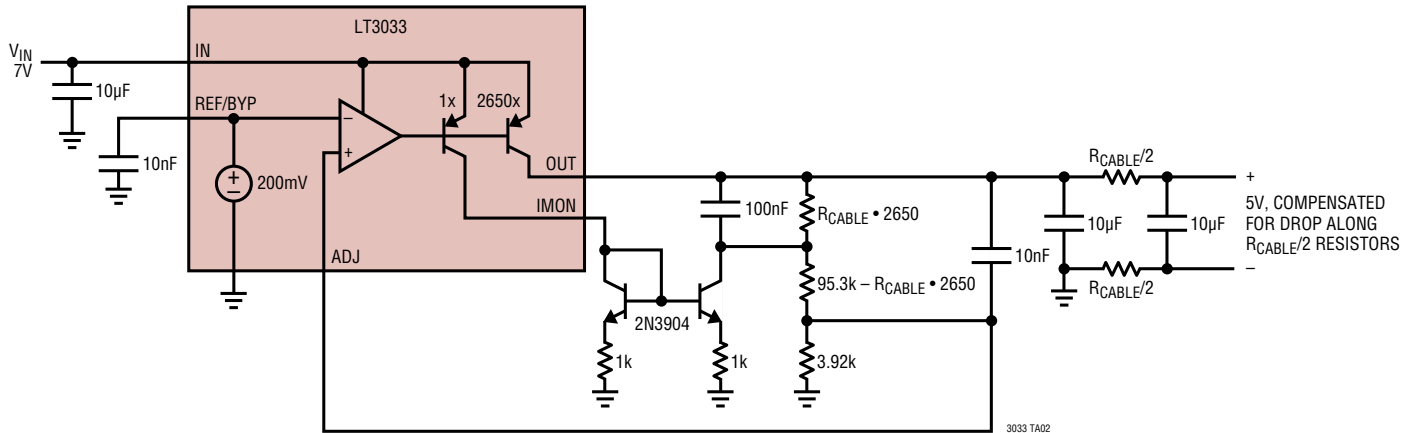 LT3033
VIN
7V
IN
10µF
REF/BYP
10nF
200mV
+
–
–
+
1x
2650x
OUT
IMON
ADJ
100nF
RCABLE • 2650
95.3k – RCABLE • 2650
3.92k
10nF
2N3904
1k
1k
RCABLE/2
10µF
10µF
RCABLE/2
+
5V, COMPENSATED
FOR DROP ALONG
RCABLE/2 RESISTORS
–
3033 TA02